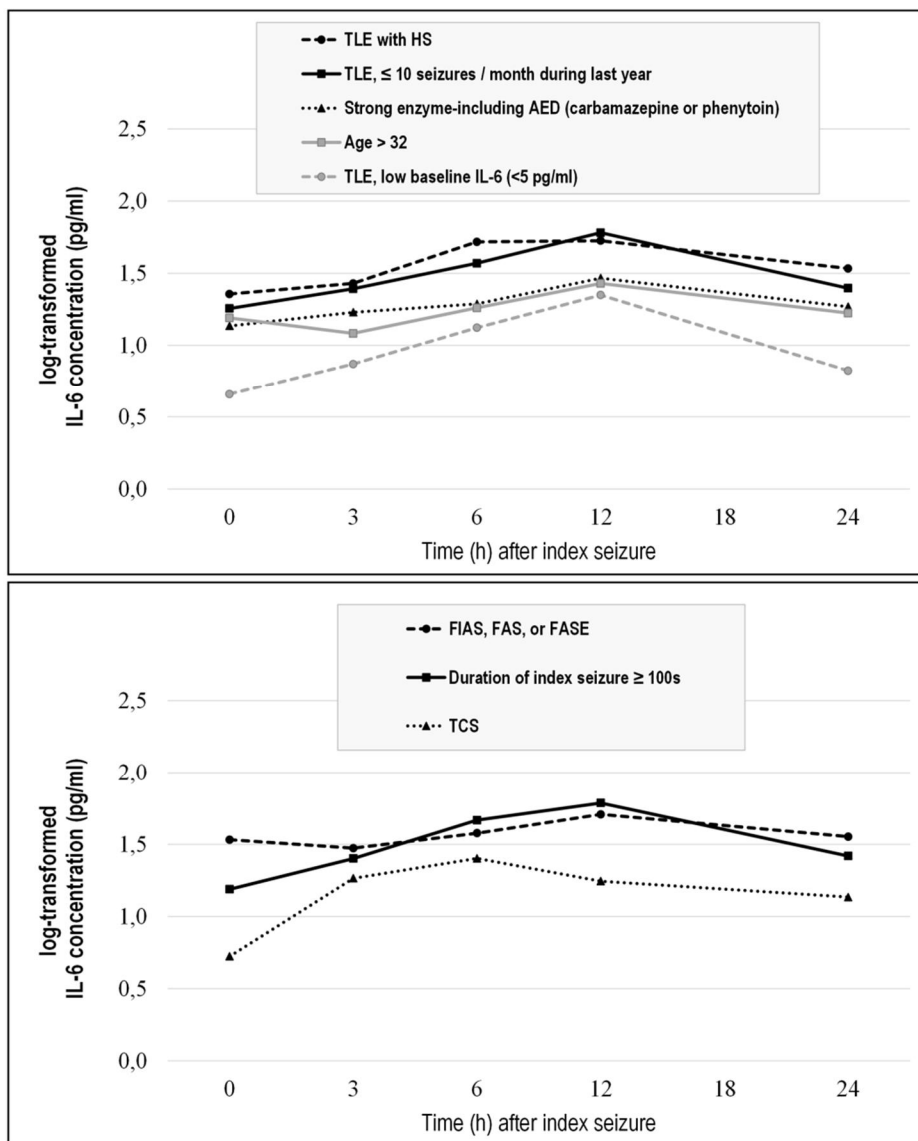 TLE with HS
TLE, ≤ 10 seizures / month during last year
Strong enzyme-including AED (carbamazepine or phenytoin)
Age > 32
TLE, low baseline IL-6 (<5 pg/ml)
log-transformed
IL-6 concentration (pg/ml)
2,5
2,0
1,5
1,0
0,5
0,0
0 3 6 12 18 24
Time (h) after index seizure
FIAS, FAS, or FASE
Duration of index seizure ≥ 100s
TCS
log-transformed
IL-6 concentration (pg/ml)
2,5
2,0
1,5
1,0
0,5
0,0
0 3 6 12 18 24
Time (h) after index seizure